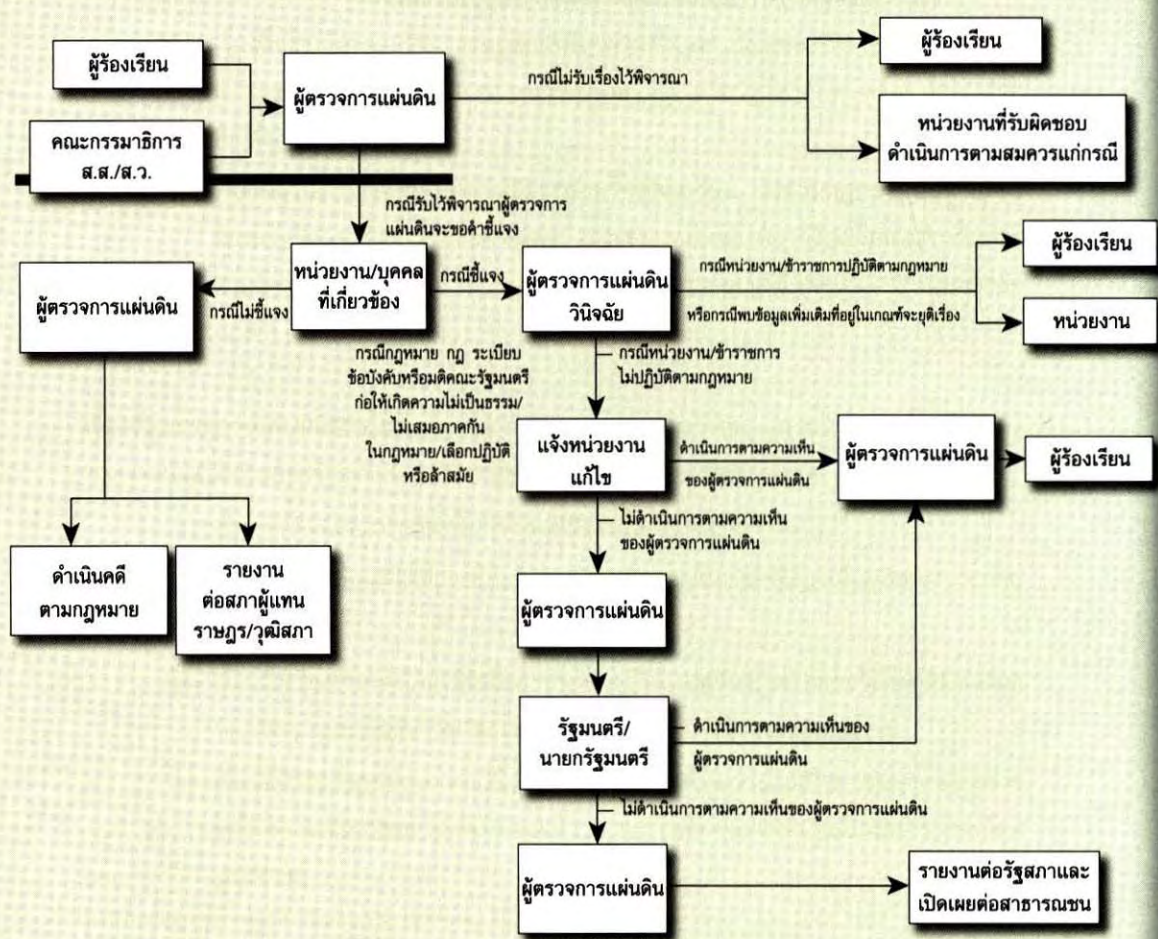 ผู้ร้องเรียน
คณะกรรมาธิการ
ส.ส./ส.ว.
ผู้ตรวจการแผ่นดิน
กรณีไม่รับเรื่องไว้พิจารณา
ผู้ร้องเรียน
หน่วยงานที่รับผิดชอบ
ดำเนินการตามสมควรแก่กรณี
กรณีรับไว้พิจารณาผู้ตรวจการ
แผ่นดินจะขอคำชี้แจง
ผู้ตรวจการแผ่นดิน
กรณีไม่ชี้แจง
หน่วยงาน/บุคคล
ที่เกี่ยวข้อง
กรณีชี้แจง
ผู้ตรวจการแผ่นดิน
วินิจฉัย
กรณีหน่วยงาน/ข้าราชการปฏิบัติตามกฎหมาย
หรือกรณีพบข้อมูลเพิ่มเติมที่อยู่ในเกณฑ์จะยุติเรื่อง
ผู้ร้องเรียน
หน่วยงาน
กรณีกฎหมาย กฎ ระเบียบ
ข้อบังคับหรือมติคณะรัฐมนตรี
ก่อให้เกิดความไม่เป็นธรรม/
ไม่เสมอภาคกัน
ในกฎหมาย/เลือกปฏิบัติ
หรือล้าสมัย
กรณีหน่วยงาน/ข้าราชการ
ไม่ปฏิบัติตามกฎหมาย
แจ้งหน่วยงาน
แก้ไข
ดำเนินการตามความเห็น
ของผู้ตรวจการแผ่นดิน
ผู้ตรวจการแผ่นดิน
ผู้ร้องเรียน
ไม่ดำเนินการตามความเห็น
ของผู้ตรวจการแผ่นดิน
ดำเนินคดี
ตามกฎหมาย
รายงาน
ต่อสภาผู้แทน
ราษฎร/วุฒิสภา
ผู้ตรวจการแผ่นดิน
รัฐมนตรี/
นายกรัฐมนตรี
ดำเนินการตามความเห็นของ
ผู้ตรวจการแผ่นดิน
ไม่ดำเนินการตามความเห็นของผู้ตรวจการแผ่นดิน
ผู้ตรวจการแผ่นดิน
รายงานต่อรัฐสภาและ
เปิดเผยต่อสาธารณชน